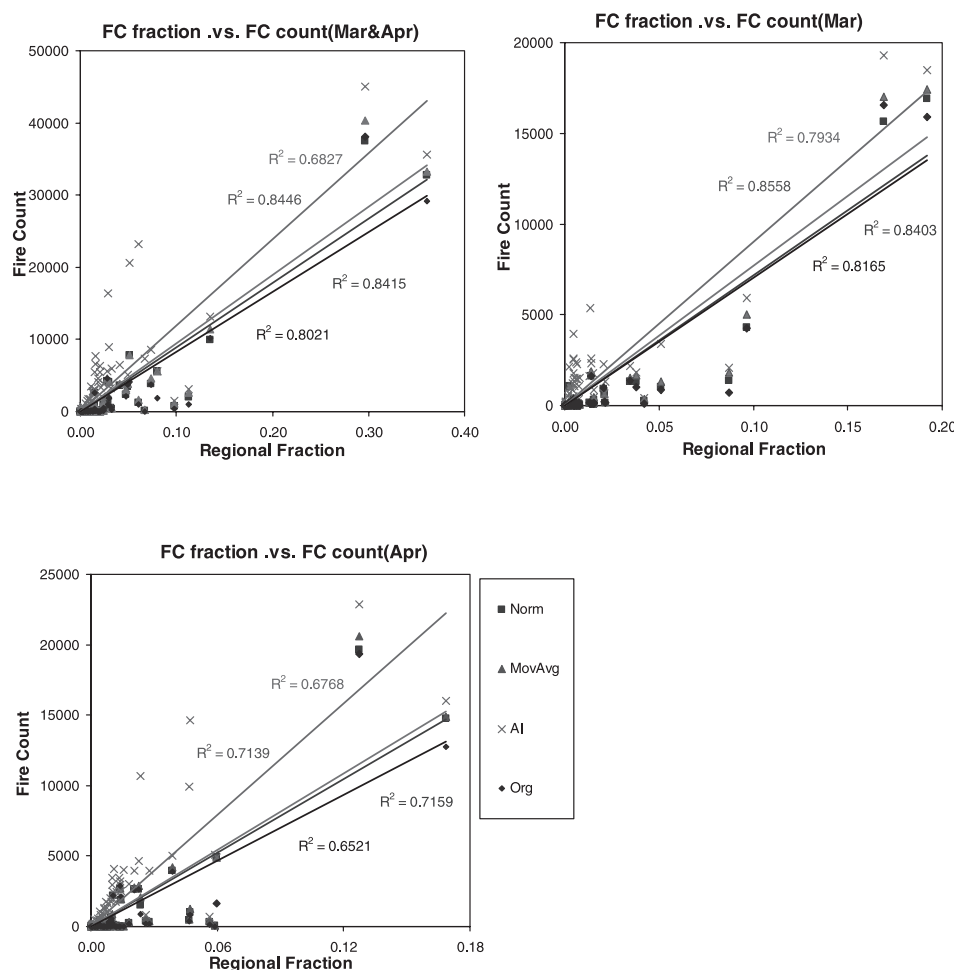 FC fraction .vs. FC count(Mar&Apr)
50000
40000
30000
20000
10000
0
Fire Count
R² = 0.6827
R² = 0.8446
R² = 0.8415
R² = 0.8021
0.00 0.10 0.20 0.30 0.40
Regional Fraction
FC fraction .vs. FC count(Mar)
20000
15000
10000
5000
0
Fire Count
R² = 0.7934
R² = 0.8558
R² = 0.8403
R² = 0.8165
0.00 0.05 0.10 0.15 0.20
Regional Fraction
FC fraction .vs. FC count(Apr)
25000
20000
15000
10000
5000
0
Fire Count
R² = 0.6768
R² = 0.7139
R² = 0.7159
R² = 0.6521
0.00 0.06 0.12 0.18
Regional Fraction
Norm
MovAvg
AI
Org